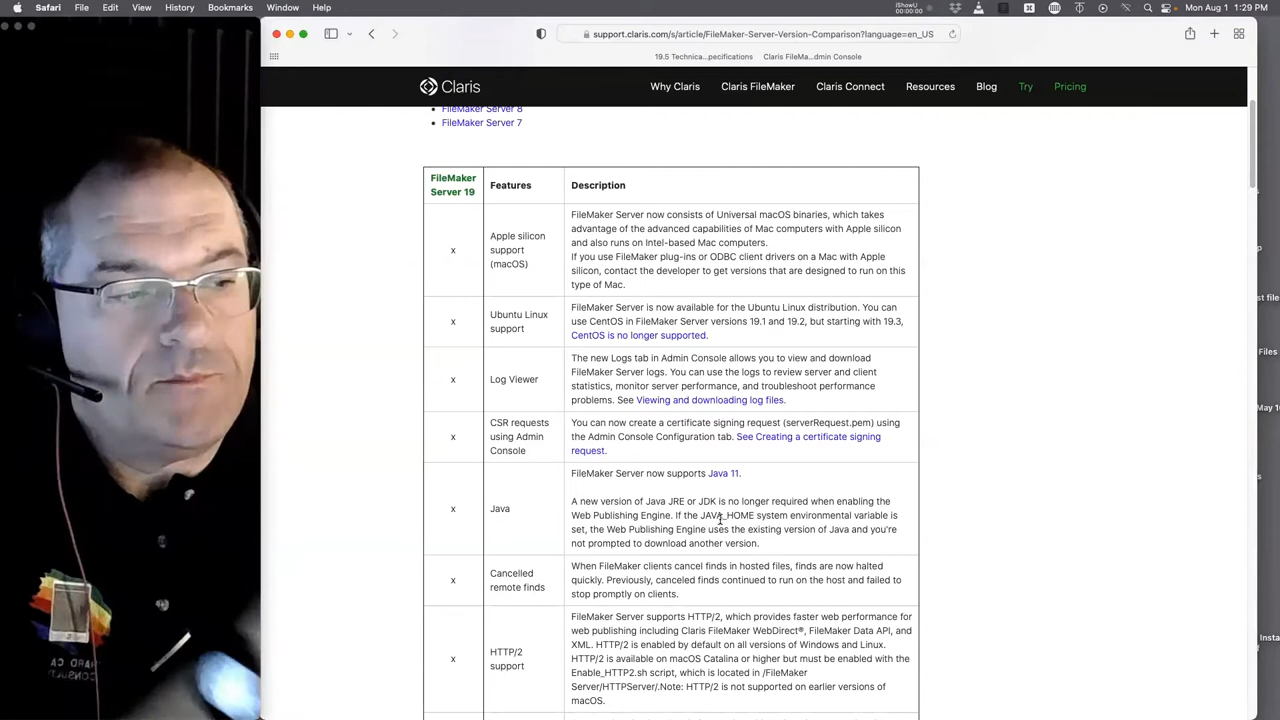 Safari File Edit View History Bookmarks Window Help
iShowU
00:00:00
Mon Aug 1 1:29 PM
support.claris.com/s/article/FileMaker-Server-Version-Comparison?language=en_US
19.5 Technica...pecifications
Claris FileMa...dmin Console
Claris
Why Claris
Claris FileMaker
Claris Connect
Resources
Blog
Try
Pricing
FileMaker Server 8
FileMaker Server 7
FileMaker
Server 19
Features
Description
x
Apple silicon
support
(macOS)
FileMaker Server now consists of Universal macOS binaries, which takes
advantage of the advanced capabilities of Mac computers with Apple silicon
and also runs on Intel-based Mac computers.
If you use FileMaker plug-ins or ODBC client drivers on a Mac with Apple
silicon, contact the developer to get versions that are designed to run on this
type of Mac.
x
Ubuntu Linux
support
FileMaker Server is now available for the Ubuntu Linux distribution. You can
use CentOS in FileMaker Server versions 19.1 and 19.2, but starting with 19.3,
CentOS is no longer supported.
x
Log Viewer
The new Logs tab in Admin Console allows you to view and download
FileMaker Server logs. You can use the logs to review server and client
statistics, monitor server performance, and troubleshoot performance
problems. See Viewing and downloading log files.
x
CSR requests
using Admin
Console
You can now create a certificate signing request (serverRequest.pem) using
the Admin Console Configuration tab. See Creating a certificate signing
request.
x
Java
FileMaker Server now supports Java 11.
A new version of Java JRE or JDK is no longer required when enabling the
Web Publishing Engine. If the JAVA_HOME system environmental variable is
set, the Web Publishing Engine uses the existing version of Java and you're
not prompted to download another version.
x
Cancelled
remote finds
When FileMaker clients cancel finds in hosted files, finds are now halted
quickly. Previously, canceled finds continued to run on the host and failed to
stop promptly on clients.
x
HTTP/2
support
FileMaker Server supports HTTP/2, which provides faster web performance for
web publishing including Claris FileMaker WebDirect®, FileMaker Data API, and
XML. HTTP/2 is enabled by default on all versions of Windows and Linux.
HTTP/2 is available on macOS Catalina or higher but must be enabled with the
Enable_HTTP2.sh script, which is located in /FileMaker
Server/HTTPServer/.Note: HTTP/2 is not supported on earlier versions of
macOS.